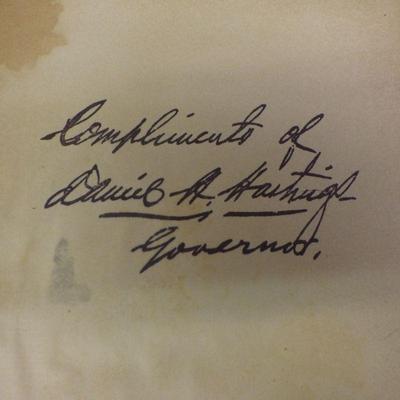 Compliments of
Daniel H. Hastings
Governor.